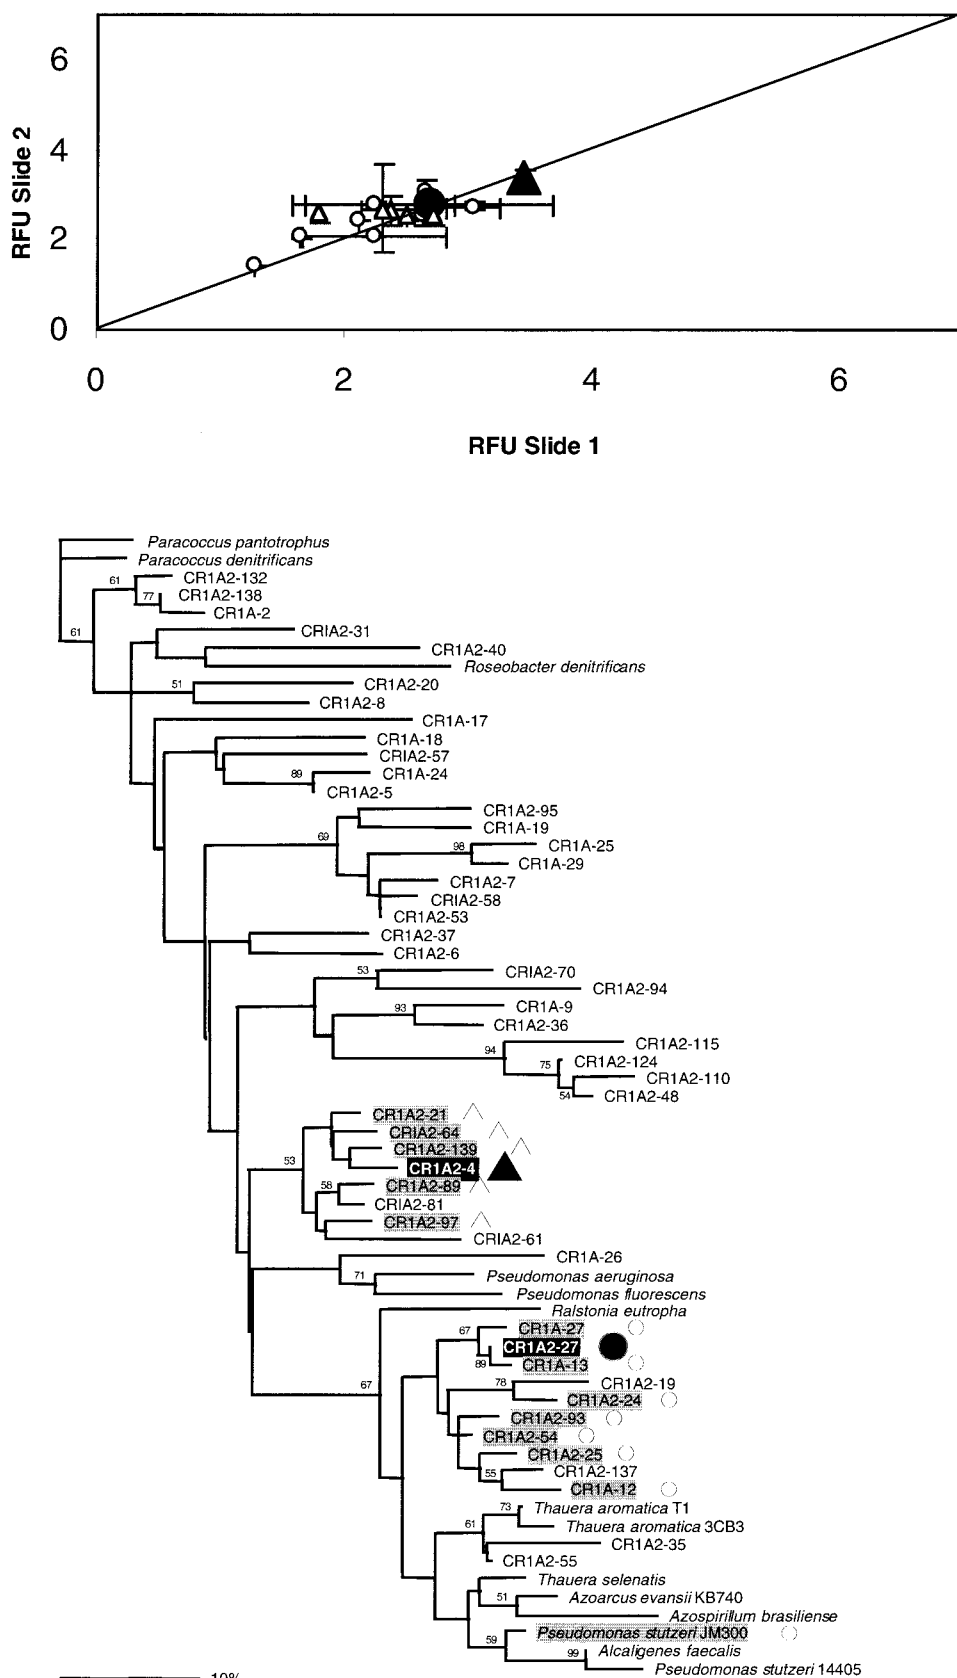 6
4
2
0
RFU Slide 2
0 2 4 6
RFU Slide 1
Paracoccus pantotrophus
Paracoccus denitrificans
61 CR1A2-132
77 CR1A2-138
CR1A-2
61 CRIA2-31
CR1A2-40
Roseobacter denitrificans
51 CR1A2-20
CR1A2-8
CR1A-17
CR1A-18
CRIA2-57
89 CR1A-24
CR1A2-5
CR1A2-95
CR1A-19
69
98 CR1A-25
CR1A-29
CR1A2-7
CRIA2-58
CR1A2-53
CR1A2-37
CR1A2-6
53 CRIA2-70
CR1A2-94
93 CR1A-9
CR1A2-36
94 CR1A2-115
75 CR1A2-124
CR1A2-110
54 CR1A2-48
CR1A2-21
CRIA2-64
CR1A2-139
53 CR1A2-4
58 CR1A2-89
CRIA2-81
CR1A2-97
CRIA2-61
CR1A-26
71 Pseudomonas aeruginosa
Pseudomonas fluorescens
Ralstonia eutropha
67 CR1A-27
CR1A2-27
89 CR1A-13
67 78 CR1A2-19
CR1A2-24
CR1A2-93
CR1A2-54
CR1A2-25
55 CR1A2-137
CR1A-12
73 Thauera aromatica T1
61 Thauera aromatica 3CB3
CR1A2-35
CR1A2-55
Thauera selenatis
51 Azoarcus evansii KB740
Azospirillum brasiliense
59 Pseudomonas stutzeri JM300
99 Alcaligenes faecalis
Pseudomonas stutzeri 14405
10%